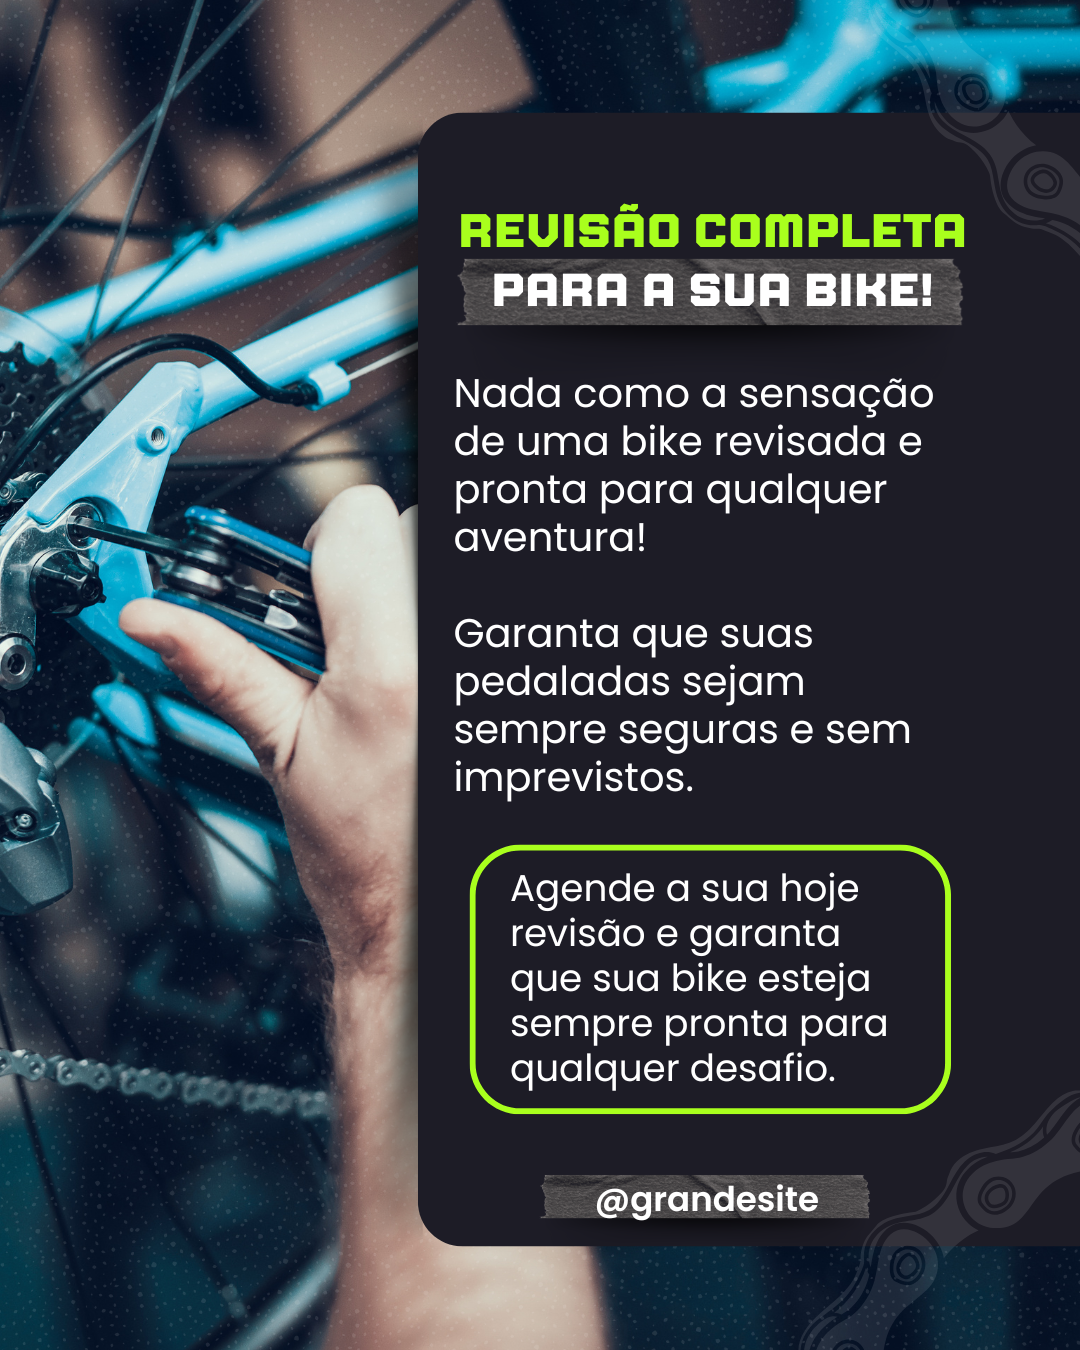 REVISÃO COMPLETA
PARA A SUA BIKE!
Nada como a sensação
de uma bike revisada e
pronta para qualquer
aventura!
Garanta que suas
pedaladas sejam
sempre seguras e sem
imprevistos.
Agende a sua hoje
revisão e garanta
que sua bike esteja
sempre pronta para
qualquer desafio.
@grandesite